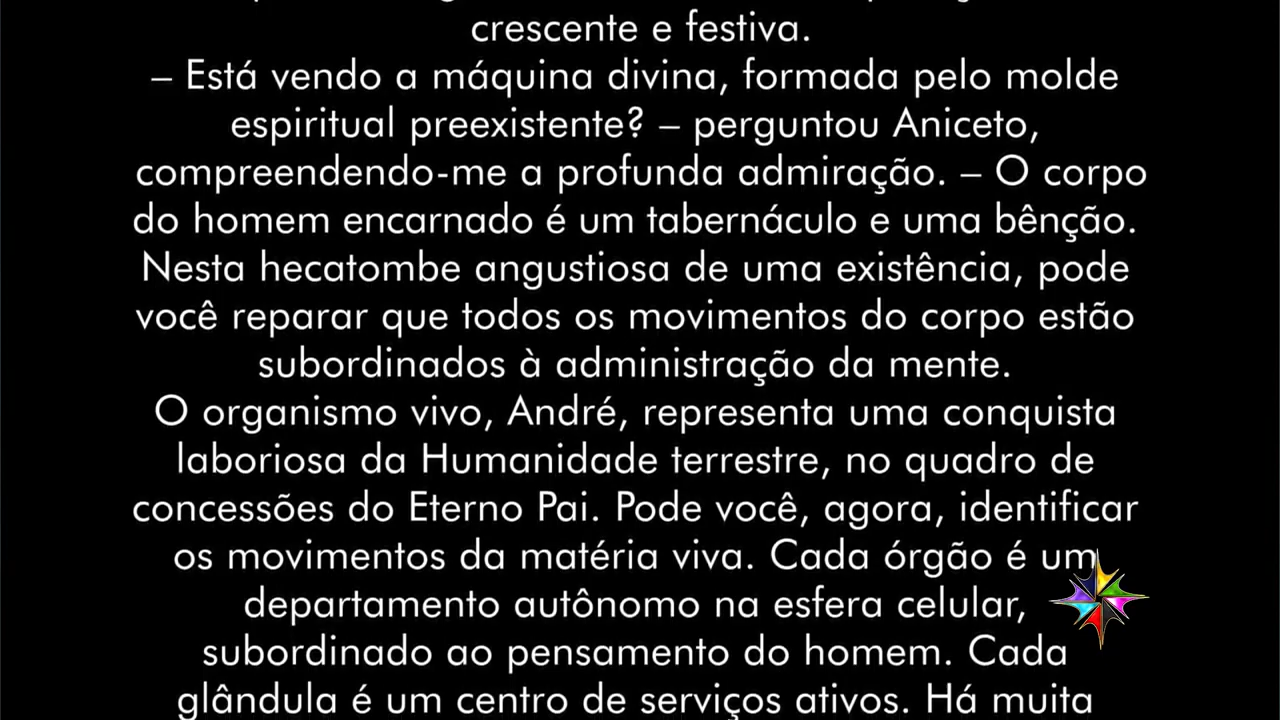 crescente e festiva.
– Está vendo a máquina divina, formada pelo molde
espiritual preexistente? – perguntou Aniceto,
compreendendo-me a profunda admiração. – O corpo
do homem encarnado é um tabernáculo e uma bênção.
Nesta hecatombe angustiosa de uma existência, pode
você reparar que todos os movimentos do corpo estão
subordinados à administração da mente.
O organismo vivo, André, representa uma conquista
laboriosa da Humanidade terrestre, no quadro de
concessões do Eterno Pai. Pode você, agora, identificar
os movimentos da matéria viva. Cada órgão é um
departamento autônomo na esfera celular,
subordinado ao pensamento do homem. Cada
glândula é um centro de serviços ativos. Há muita